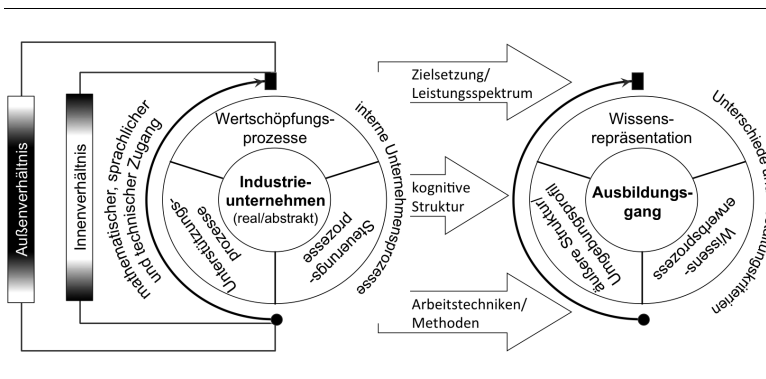 Außenverhältnis
Innenverhältnis
mathematischer, sprachlicher
und technischer Zugang
Wertschöpfungs-
prozesse
Industrie-
unternehmen
(real/abstrakt)
Unterstützungs-
prozesse
Steuerungs-
prozesse
interne Unternehmensprozesse
Zielsetzung/
Leistungsspektrum
kognitive
Struktur
Arbeitstechniken/
Methoden
Wissens-
repräsentation
Ausbildungs-
gang
äußere Struktur/
Umgebungsprofil
Wissens-
erwerbsprozess
Unterschiede